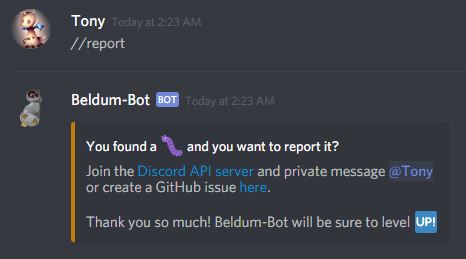 Tony Today at 2:23 AM
//report
Beldum-Bot BOT Today at 2:23 AM
You found a 🐛 and you want to report it?
Join the Discord API server and private message @Tony
or create a GitHub issue here.
Thank you so much! Beldum-Bot will be sure to level UP!